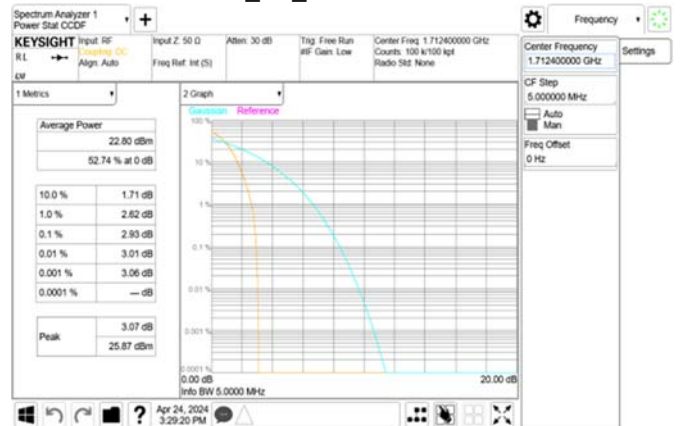 Spectrum Analyzer 1
Power Stat CCDF
+
Frequency
KEYSIGHT
RL
Input: RF
Coupling: DC
Align: Auto
Input Z: 50 Ω
Freq Ref: Int (S)
Atten: 30 dB
Trig: Free Run
#IF Gain: Low
Center Freq: 1.712400000 GHz
Counts: 100 k/100 kpt
Radio Std: None
Center Frequency
1.712400000 GHz
Settings
CF Step
5.000000 MHz
Auto
Man
Freq Offset
0 Hz
1 Metrics
Average Power
22.80 dBm
52.74 % at 0 dB
10.0 % 1.71 dB
1.0 % 2.62 dB
0.1 % 2.93 dB
0.01 % 3.01 dB
0.001 % 3.06 dB
0.0001 % --- dB
Peak
3.07 dB
25.87 dBm
2 Graph
Gaussian Reference
100 %
10 %
1 %
0.1 %
0.01 %
0.001 %
0.0001 %
0.00 dB 20.00 dB
Info BW 5.0000 MHz
?
Apr 24, 2024
3:29:20 PM